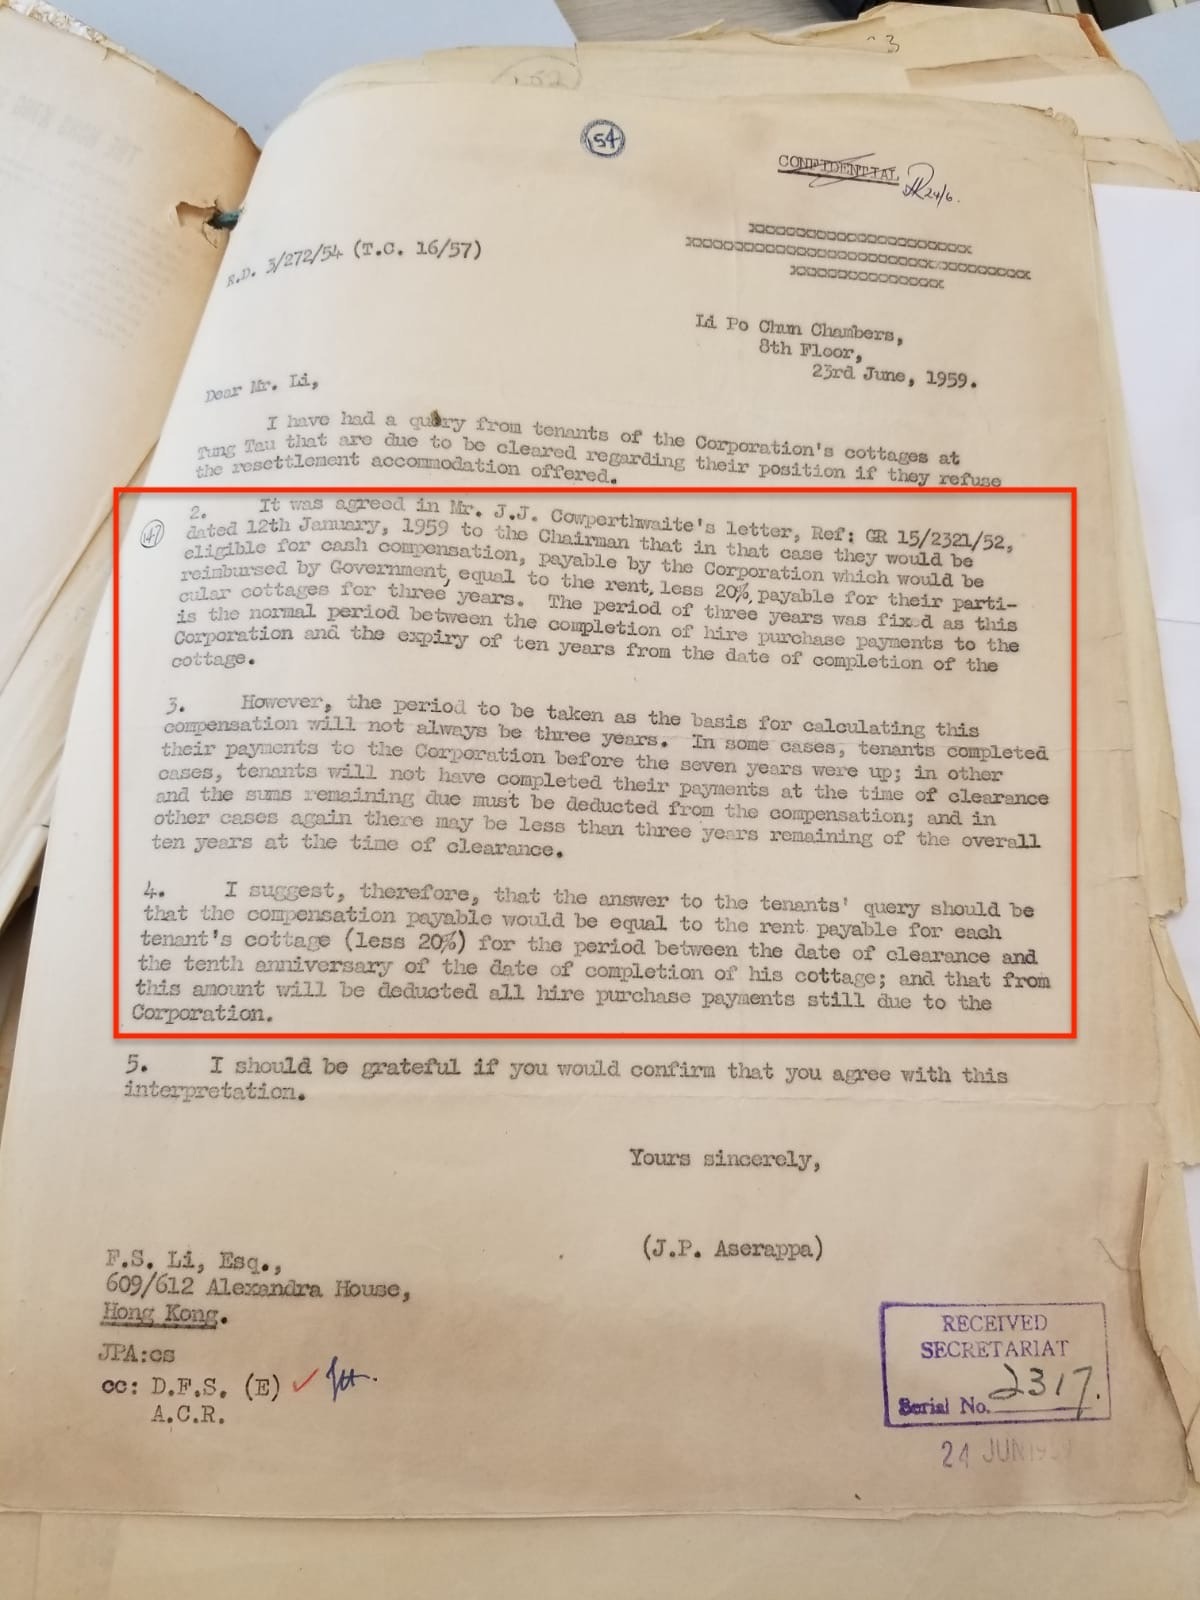 54
CONFIDENTIAL
24/6.
R.D. 3/272/54 (T.C. 16/57)
Li Po Chun Chambers,
8th Floor,
23rd June, 1959.
Dear Mr. Li,
I have had a query from tenants of the Corporation's cottages at
Tung Tau that are due to be cleared regarding their position if they refuse
the resettlement accommodation offered.
2. It was agreed in Mr. J.J. Cowperthwaite's letter, Ref: GR 15/2321/52,
47
dated 12th January, 1959 to the Chairman that in that case they would be
eligible for cash compensation, payable by the Corporation which would be
reimbursed by Government, equal to the rent, less 20%, payable for their parti-
cular cottages for three years. The period of three years was fixed as this
is the normal period between the completion of hire purchase payments to the
Corporation and the expiry of ten years from the date of completion of the
cottage.
3. However, the period to be taken as the basis for calculating this
compensation will not always be three years. In some cases, tenants completed
their payments to the Corporation before the seven years were up; in other
cases, tenants will not have completed their payments at the time of clearance
and the sums remaining due must be deducted from the compensation; and in
other cases again there may be less than three years remaining of the overall
ten years at the time of clearance.
4. I suggest, therefore, that the answer to the tenants' query should be
that the compensation payable would be equal to the rent payable for each
tenant's cottage (less 20%) for the period between the date of clearance and
the tenth anniversary of the date of completion of his cottage; and that from
this amount will be deducted all hire purchase payments still due to the
Corporation.
5. I should be grateful if you would confirm that you agree with this
interpretation.
Yours sincerely,
(J.P. Aserappa)
F.S. Li, Esq.,
609/612 Alexandra House,
Hong Kong.
JPA:cs
cc: D.F.S. (E)
A.C.R.
RECEIVED
SECRETARIAT
Serial No. 2317.
24 JUN 195